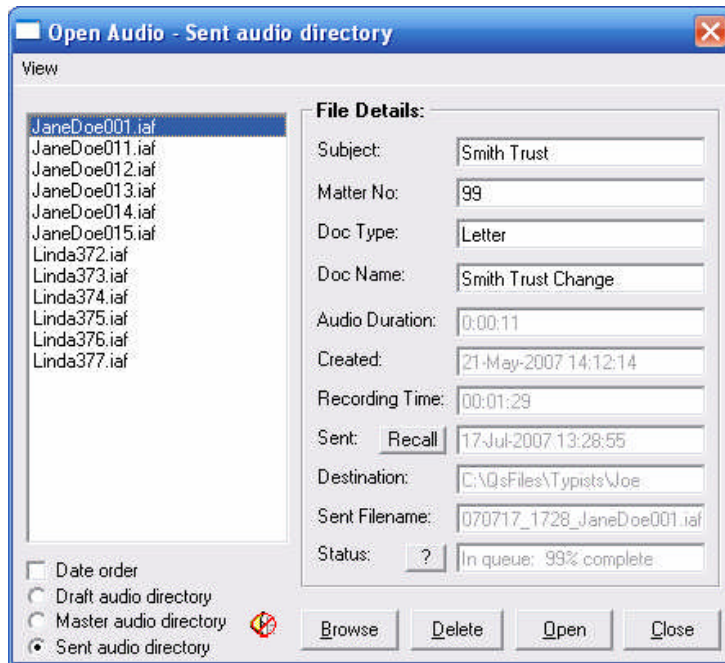 Open Audio - Sent audio directory
View
JaneDoe001.iaf
JaneDoe011.iaf
JaneDoe012.iaf
JaneDoe013.iaf
JaneDoe014.iaf
JaneDoe015.iaf
Linda372.iaf
Linda373.iaf
Linda374.iaf
Linda375.iaf
Linda376.iaf
Linda377.iaf
Date order
Draft audio directory
Master audio directory
Sent audio directory
File Details:
Subject: Smith Trust
Matter No: 99
Doc Type: Letter
Doc Name: Smith Trust Change
Audio Duration: 0:00:11
Created: 21-May-2007 14:12:14
Recording Time: 00:01:29
Sent: Recall 17-Jul-2007 13:28:55
Destination: C:\QsFiles\Typists\Joe
Sent Filename: 070717_1728_JaneDoe001.iaf
Status: ? In queue: 99% complete
Browse Delete Open Close